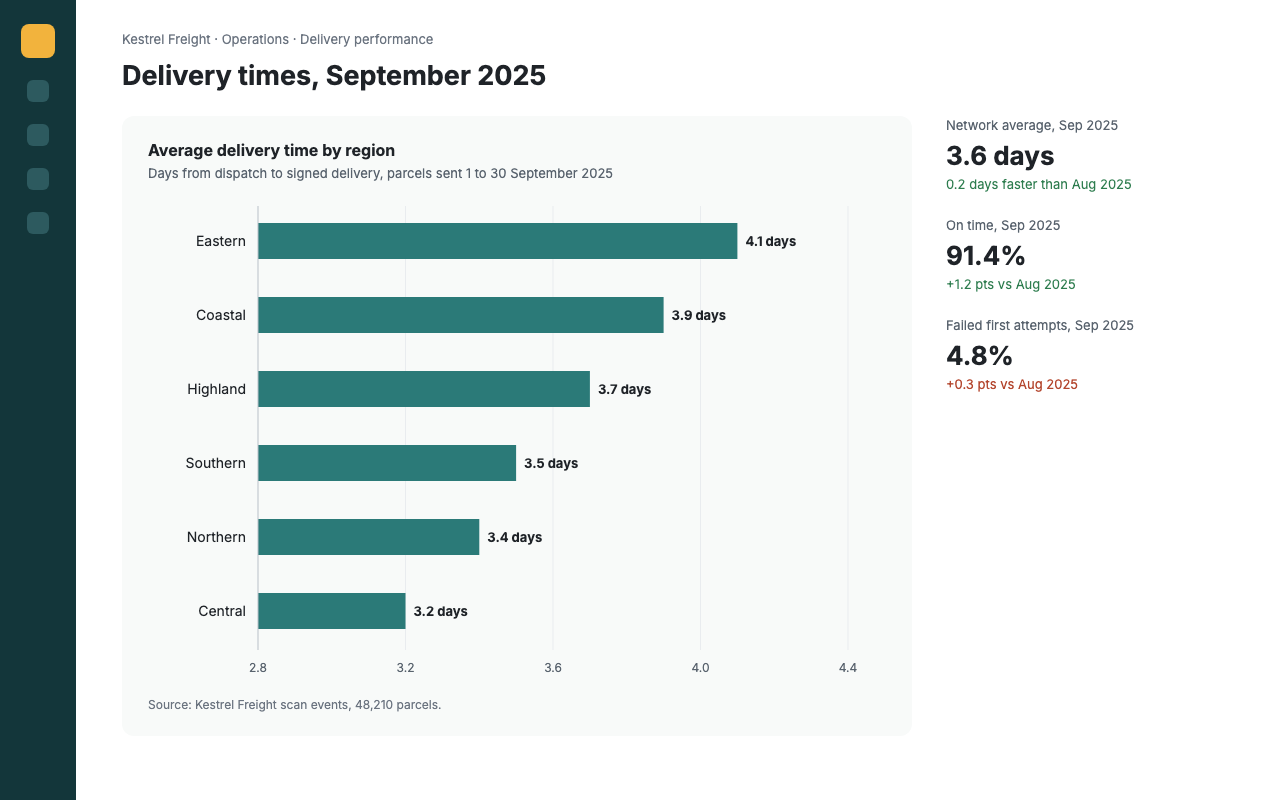 Kestrel Freight · Operations · Delivery performance
Delivery times, September 2025
Average delivery time by region
Days from dispatch to signed delivery, parcels sent 1 to 30 September 2025
Eastern 4.1 days
Coastal 3.9 days
Highland 3.7 days
Southern 3.5 days
Northern 3.4 days
Central 3.2 days
2.8 3.2 3.6 4.0 4.4
Source: Kestrel Freight scan events, 48,210 parcels.
Network average, Sep 2025
3.6 days
0.2 days faster than Aug 2025
On time, Sep 2025
91.4%
+1.2 pts vs Aug 2025
Failed first attempts, Sep 2025
4.8%
+0.3 pts vs Aug 2025